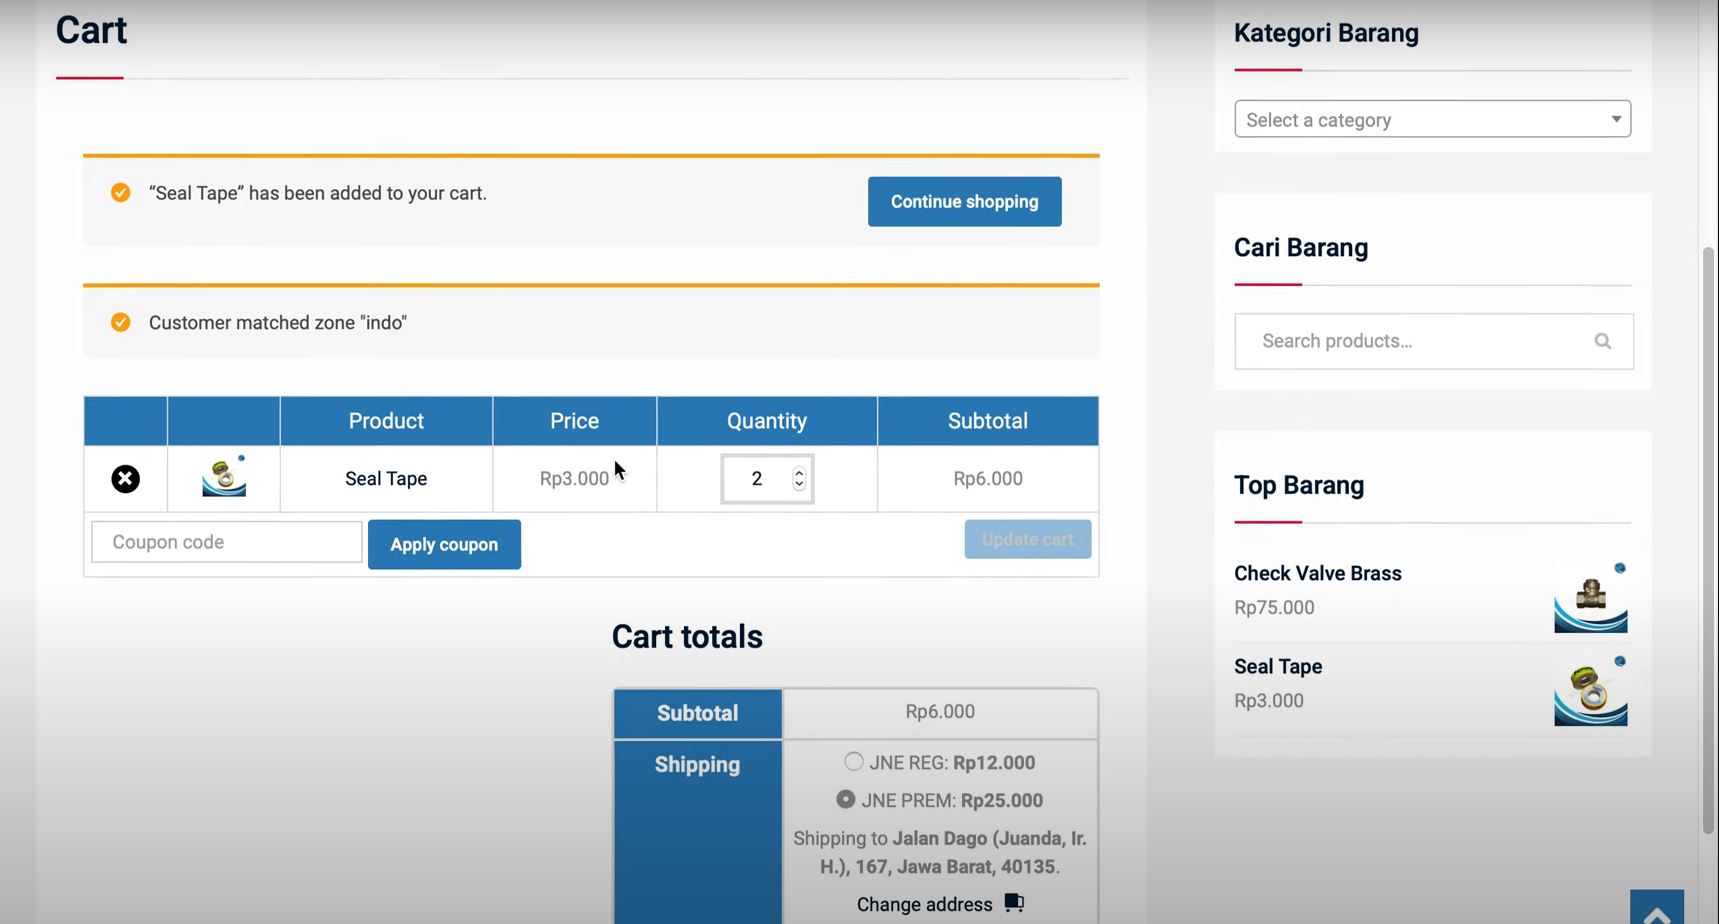 Cart
“Seal Tape” has been added to your cart.
Continue shopping
Customer matched zone "indo"
Product Price Quantity Subtotal
Seal Tape Rp3.000 2 Rp6.000
Coupon code
Apply coupon
Update cart
Cart totals
Subtotal Rp6.000
Shipping
JNE REG: Rp12.000
JNE PREM: Rp25.000
Shipping to Jalan Dago (Juanda, Ir.
H.), 167, Jawa Barat, 40135.
Change address
Kategori Barang
Select a category
Cari Barang
Search products…
Top Barang
Check Valve Brass
Rp75.000
Seal Tape
Rp3.000